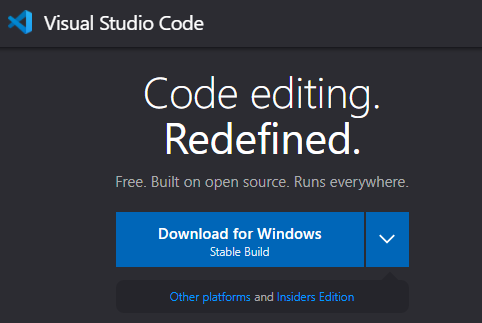 Visual Studio Code
Code editing.
Redefined.
Free. Built on open source. Runs everywhere.
Download for Windows
Stable Build
Other platforms and Insiders Edition